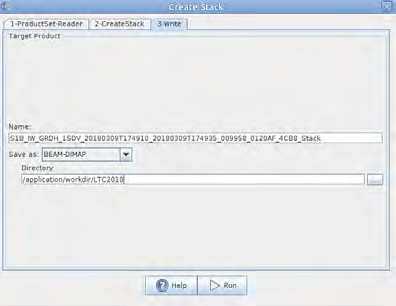 Create Stack
1-ProductSet-Reader 2-CreateStack 3-Write
Target Product
Name:
S1B_IW_GRDH_1SDV_20180309T174910_20180309T174935_009958_0120AF_4CB8_Stack
Save as: BEAM-DIMAP
Directory:
/application/workdir/LTC2018
...
Help Run